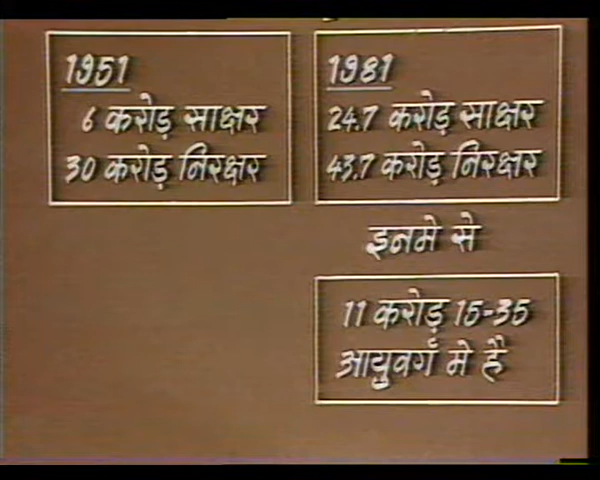 1951
6 करोड़ साक्षर
30 करोड़ निरक्षर
1981
24.7 करोड़ साक्षर
43.7 करोड़ निरक्षर
इनमे से
11 करोड़ 15-35
आयुवर्ग मे है